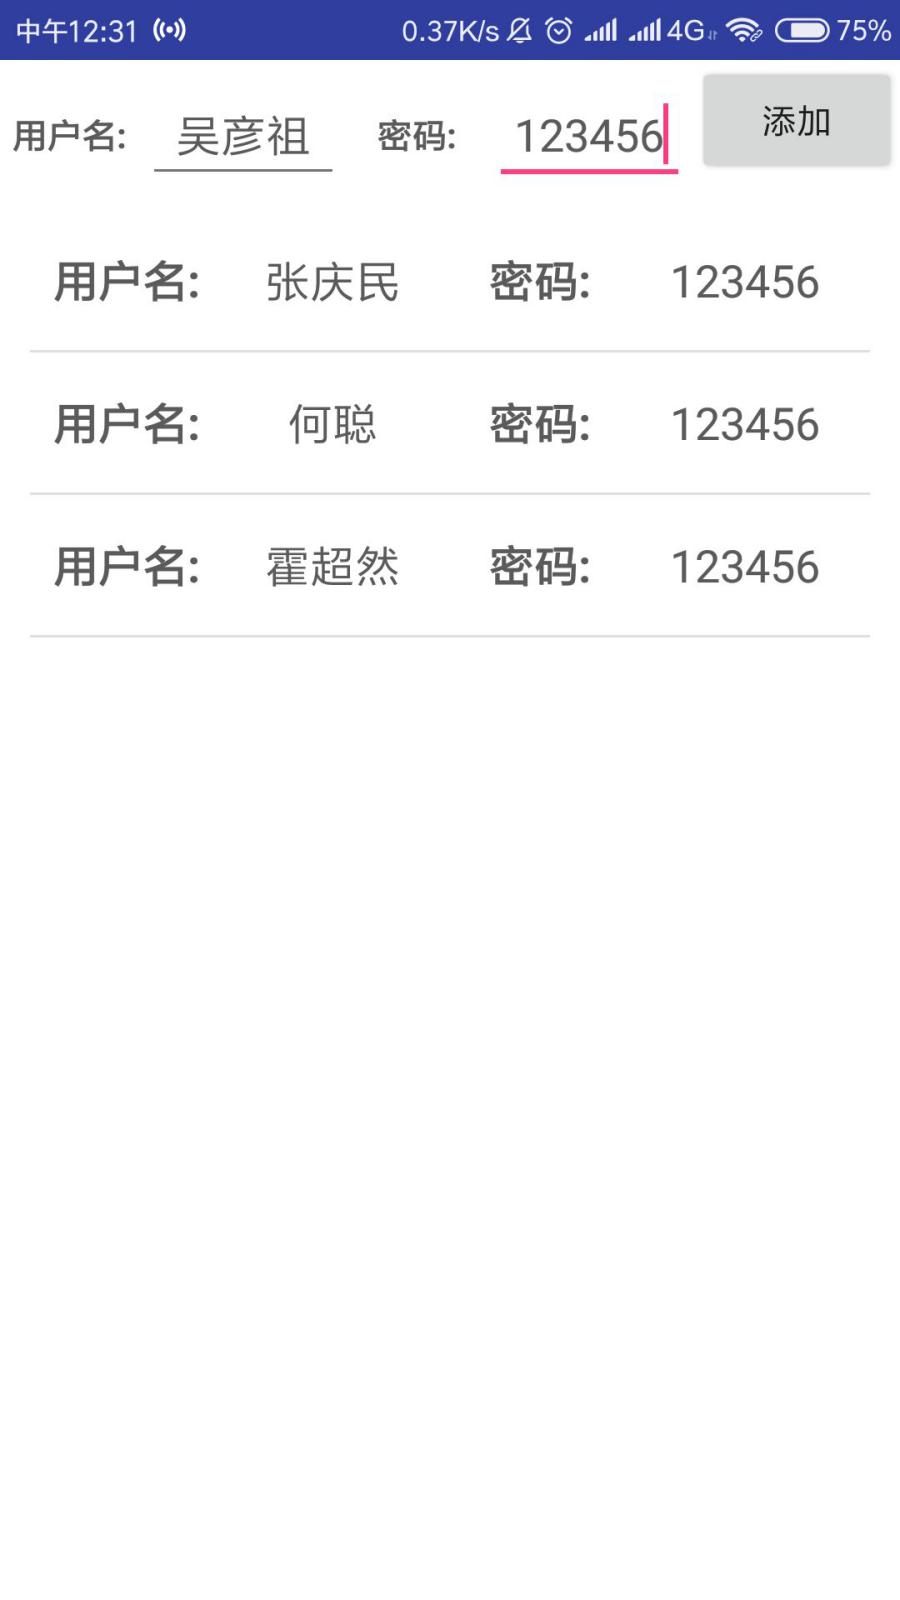 中午12:31 0.37K/s 4G 75%
用户名: 吴彦祖 密码: 123456 添加
用户名: 张庆民 密码: 123456
用户名: 何聪 密码: 123456
用户名: 霍超然 密码: 123456